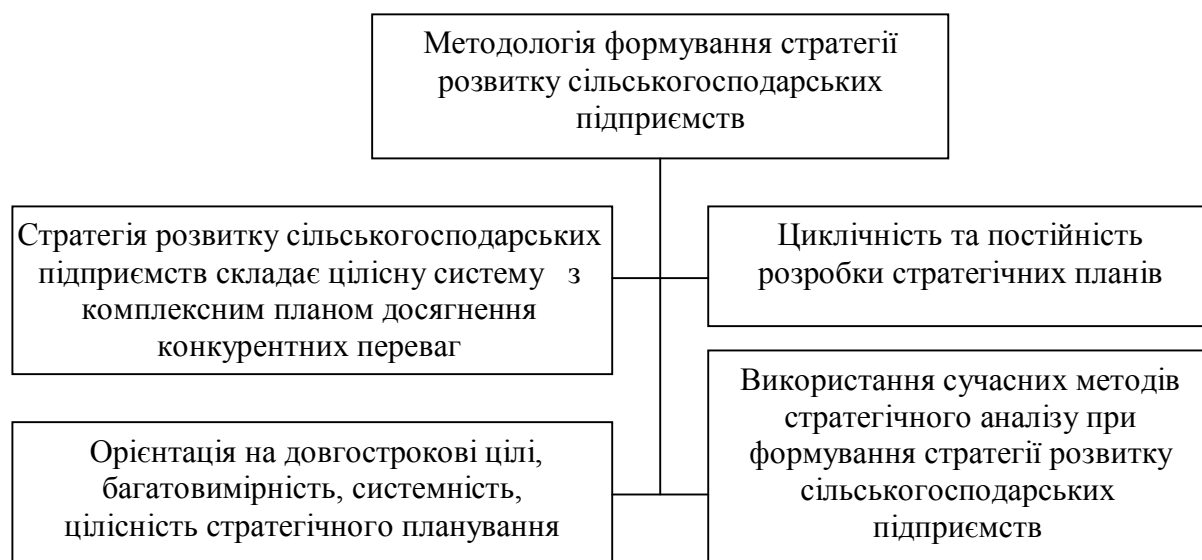 Методологія формування стратегії
розвитку сільськогосподарських
підприємств
Стратегія розвитку сільськогосподарських
підприємств складає цілісну систему з
комплексним планом досягнення
конкурентних переваг
Циклічність та постійність
розробки стратегічних планів
Орієнтація на довгострокові цілі,
багатовимірність, системність,
цілісність стратегічного планування
Використання сучасних методів
стратегічного аналізу при
формування стратегії розвитку
сільськогосподарських
підприємств